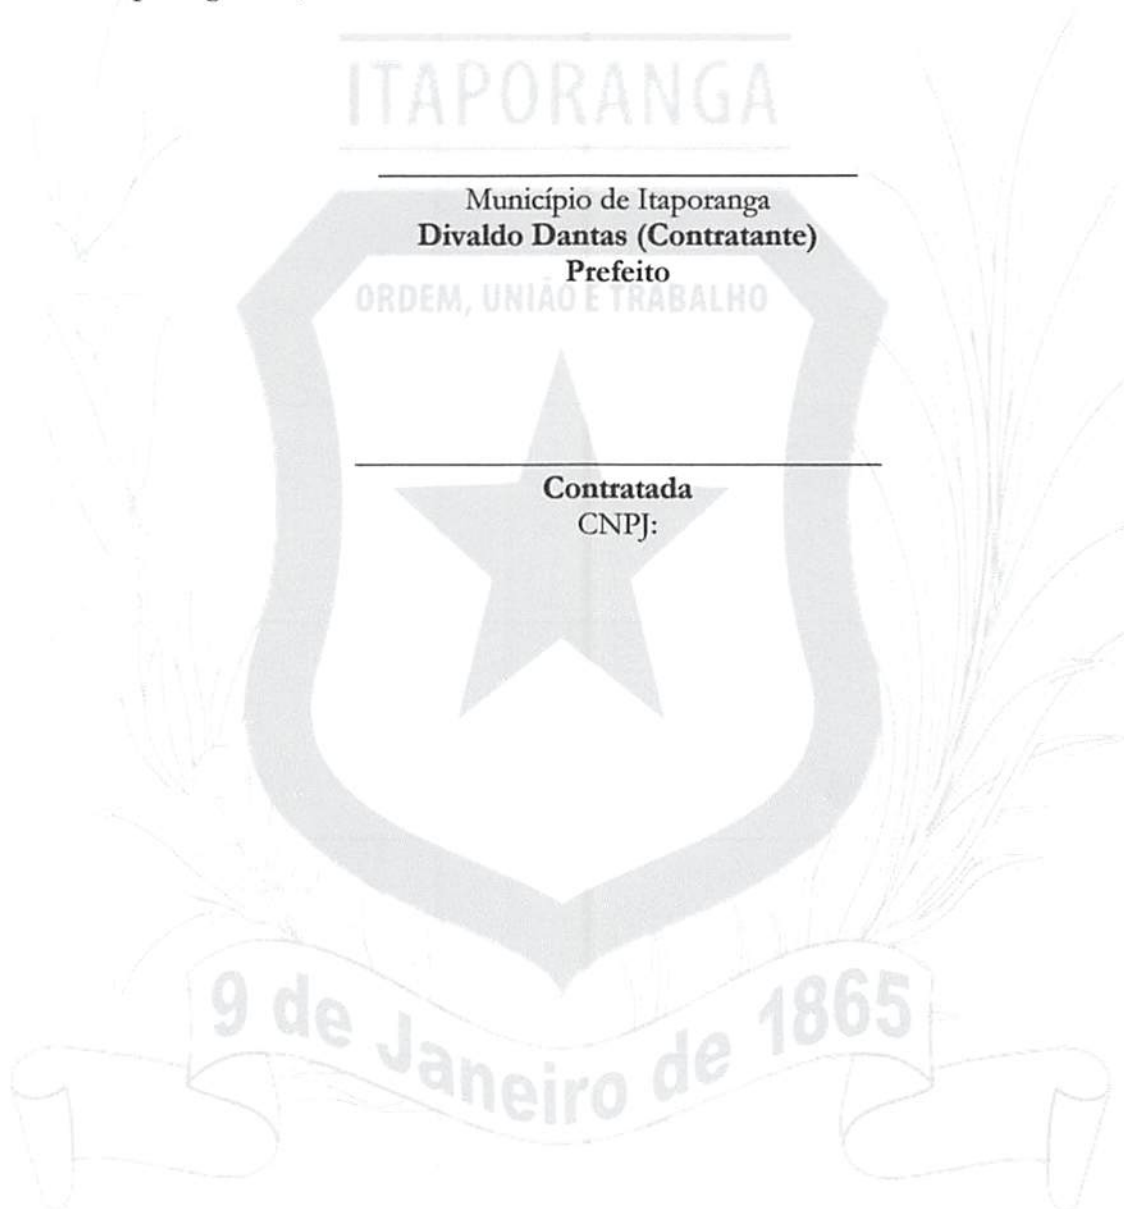 ITAPORANGA
Município de Itaporanga
Divaldo Dantas (Contratante)
Prefeito
ORDEM, UNIÃO E TRABALHO
Contratada
CNPJ:
9 de Janeiro de 1865